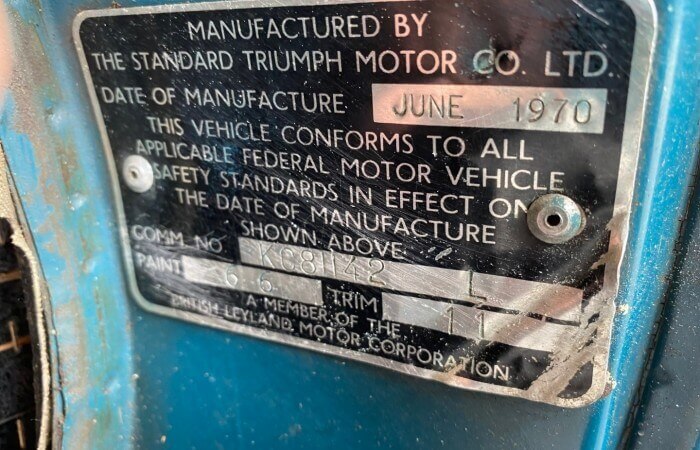 MANUFACTURED BY
THE STANDARD TRIUMPH MOTOR CO. LTD.
DATE OF MANUFACTURE JUNE 1970
THIS VEHICLE CONFORMS TO ALL
APPLICABLE FEDERAL MOTOR VEHICLE
SAFETY STANDARDS IN EFFECT ON
THE DATE OF MANUFACTURE
SHOWN ABOVE
COMM. NO. KC81142 L
PAINT 66 TRIM 11
A MEMBER OF THE
BRITISH LEYLAND MOTOR CORPORATION